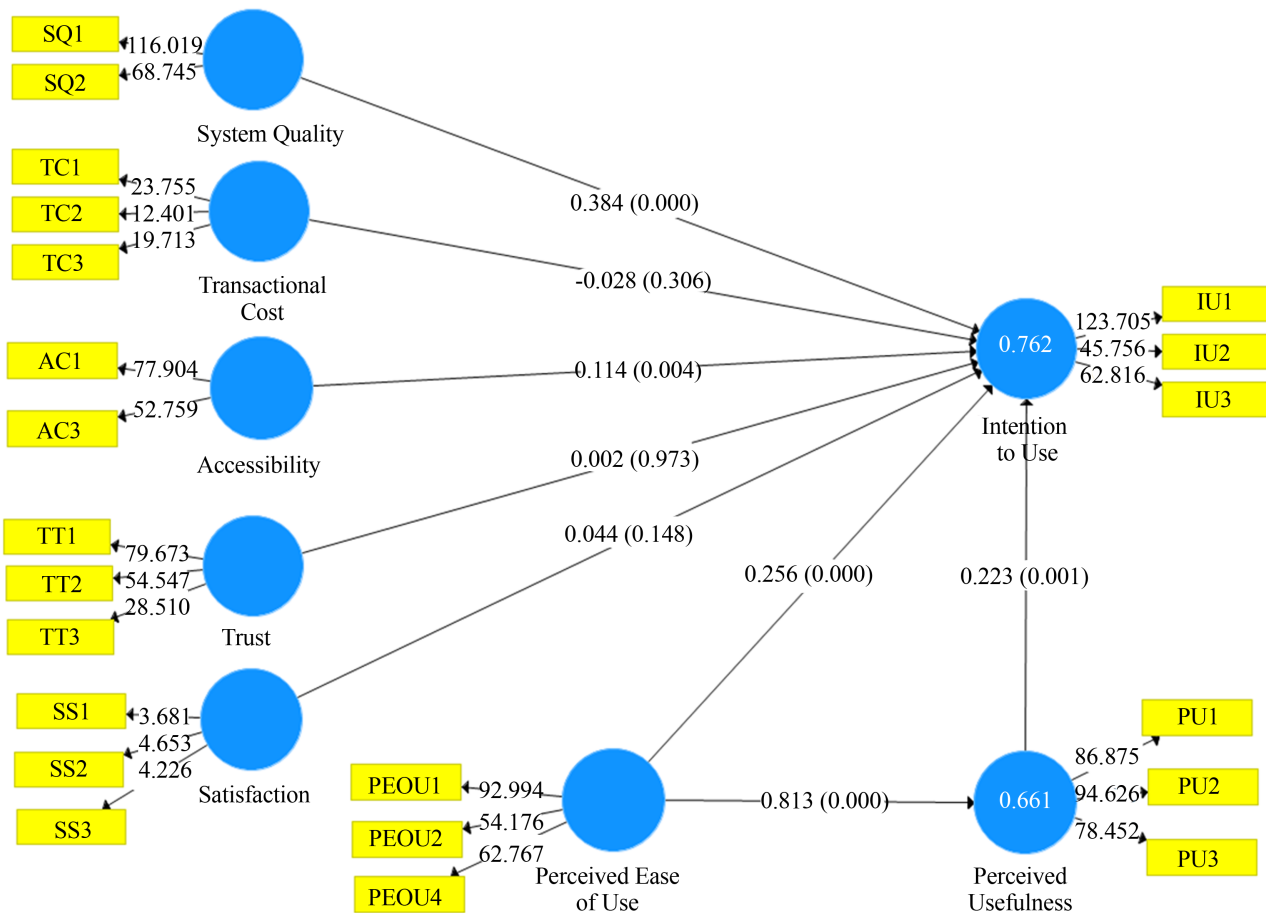 SQ1
116.019
SQ2
68.745
System Quality
TC1
23.755
TC2
12.401
TC3
19.713
Transactional
Cost
AC1
77.904
AC3
52.759
Accessibility
TT1
79.673
TT2
54.547
TT3
28.510
Trust
SS1
3.681
SS2
4.653
SS3
4.226
Satisfaction
PEOU1
92.994
PEOU2
54.176
PEOU4
62.767
Perceived Ease
of Use
0.384 (0.000)
-0.028 (0.306)
0.114 (0.004)
0.002 (0.973)
0.044 (0.148)
0.256 (0.000)
0.223 (0.001)
0.813 (0.000)
0.762
Intention
to Use
123.705
IU1
45.756
IU2
62.816
IU3
0.661
Perceived
Usefulness
86.875
PU1
94.626
PU2
78.452
PU3